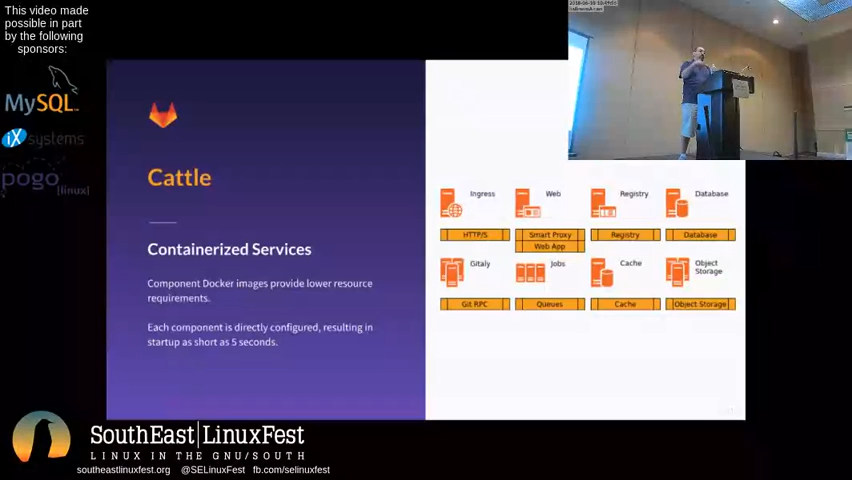 This video made
possible in part
by the following
sponsors:
MySQL
iXsystems
pogo
[linux]
Cattle
Containerized Services
Component Docker images provide lower resource
requirements.
Each component is directly configured, resulting in
startup as short as 5 seconds.
Ingress
Web
Registry
Database
HTTP/S
Smart Proxy
Web App
Registry
Database
Gitaly
Jobs
Cache
Object
Storage
Git RPC
Queues
Cache
Object Storage
SouthEast|LinuxFest
LINUX IN THE GNU/SOUTH
southeastlinuxfest.org @SELinuxFest fb.com/selinuxfest